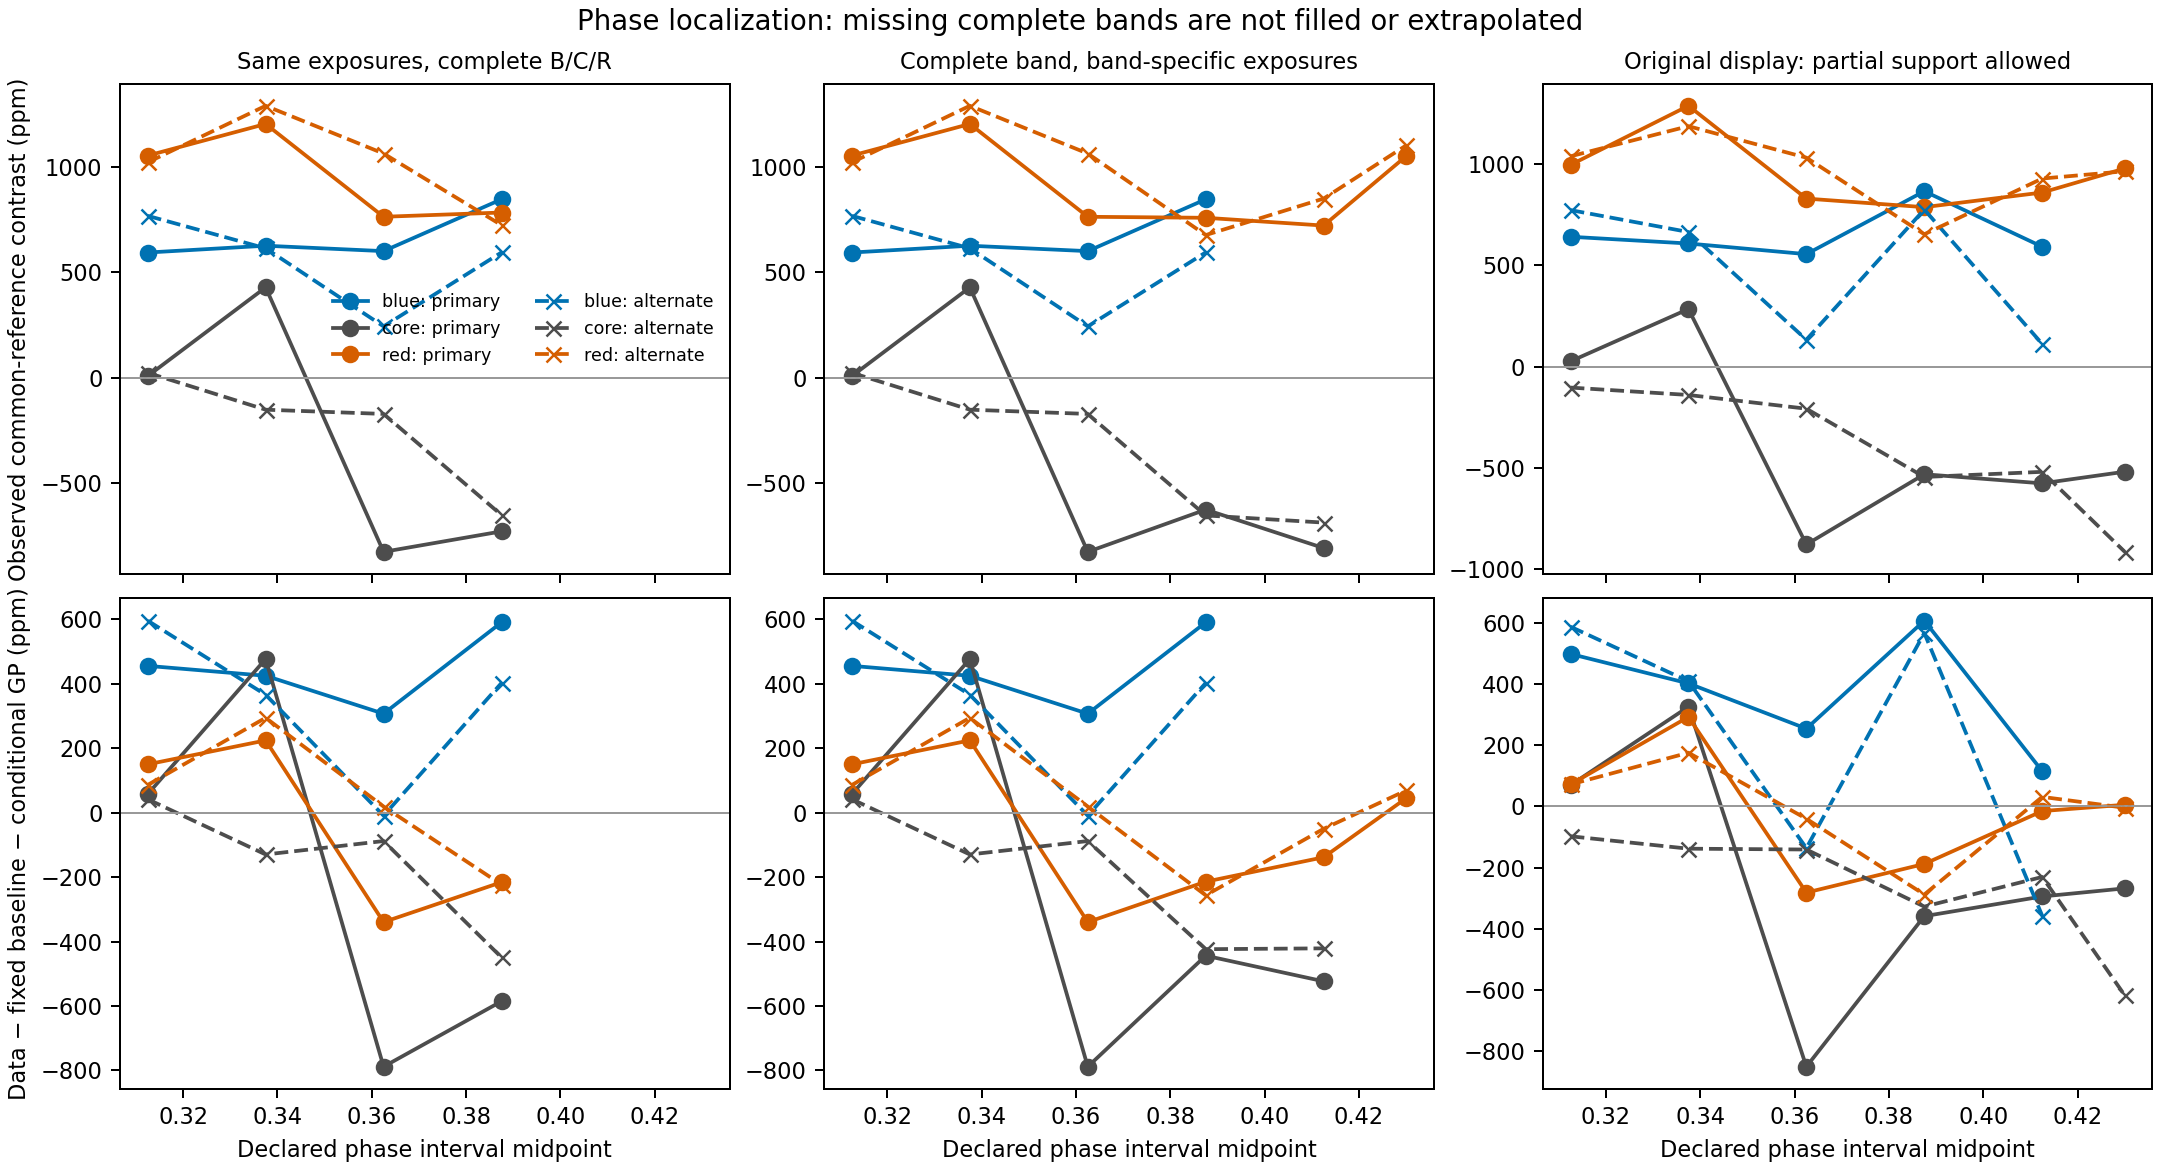 Phase localization: missing complete bands are not filled or extrapolated
Same exposures, complete B/C/R
Complete band, band-specific exposures
Original display: partial support allowed
Observed common-reference contrast (ppm)
1000
500
0
−500
blue: primary
core: primary
red: primary
blue: alternate
core: alternate
red: alternate
1000
500
0
−500
1000
500
0
−500
−1000
Data − fixed baseline − conditional GP (ppm)
600
400
200
0
−200
−400
−600
−800
0.32 0.34 0.36 0.38 0.40 0.42
Declared phase interval midpoint
600
400
200
0
−200
−400
−600
−800
0.32 0.34 0.36 0.38 0.40 0.42
Declared phase interval midpoint
600
400
200
0
−200
−400
−600
−800
0.32 0.34 0.36 0.38 0.40 0.42
Declared phase interval midpoint